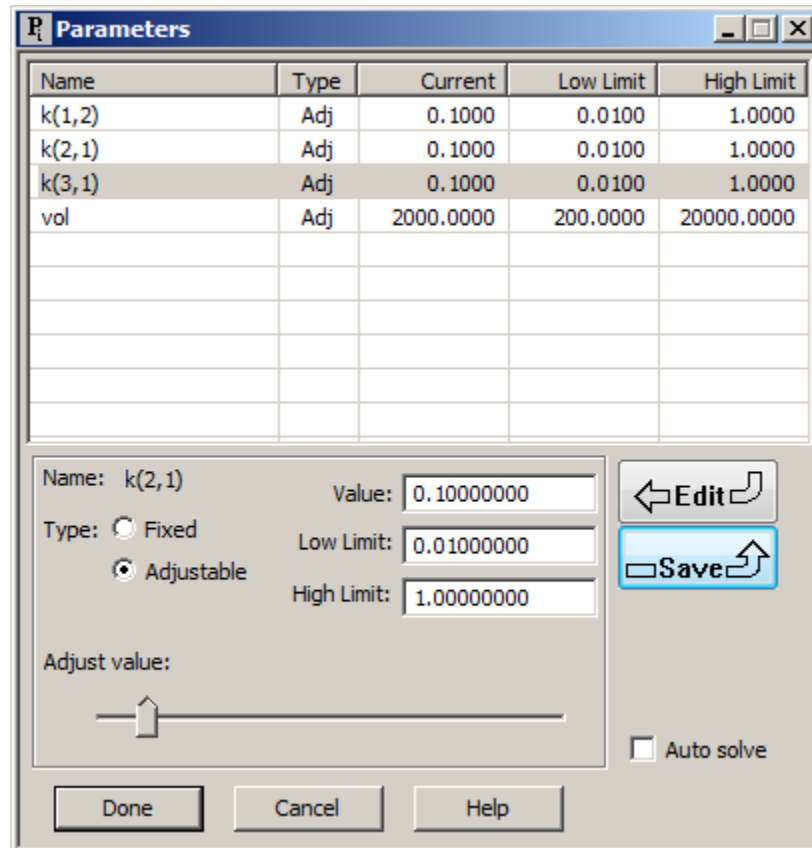 Pi Parameters
Name Type Current Low Limit High Limit
k(1,2) Adj 0.1000 0.0100 1.0000
k(2,1) Adj 0.1000 0.0100 1.0000
k(3,1) Adj 0.1000 0.0100 1.0000
vol Adj 2000.0000 200.0000 20000.0000
Name: k(2,1)
Value: 0.10000000
Type: Fixed
Low Limit: 0.01000000
Adjustable
High Limit: 1.00000000
Edit
Save
Adjust value:
Auto solve
Done Cancel Help